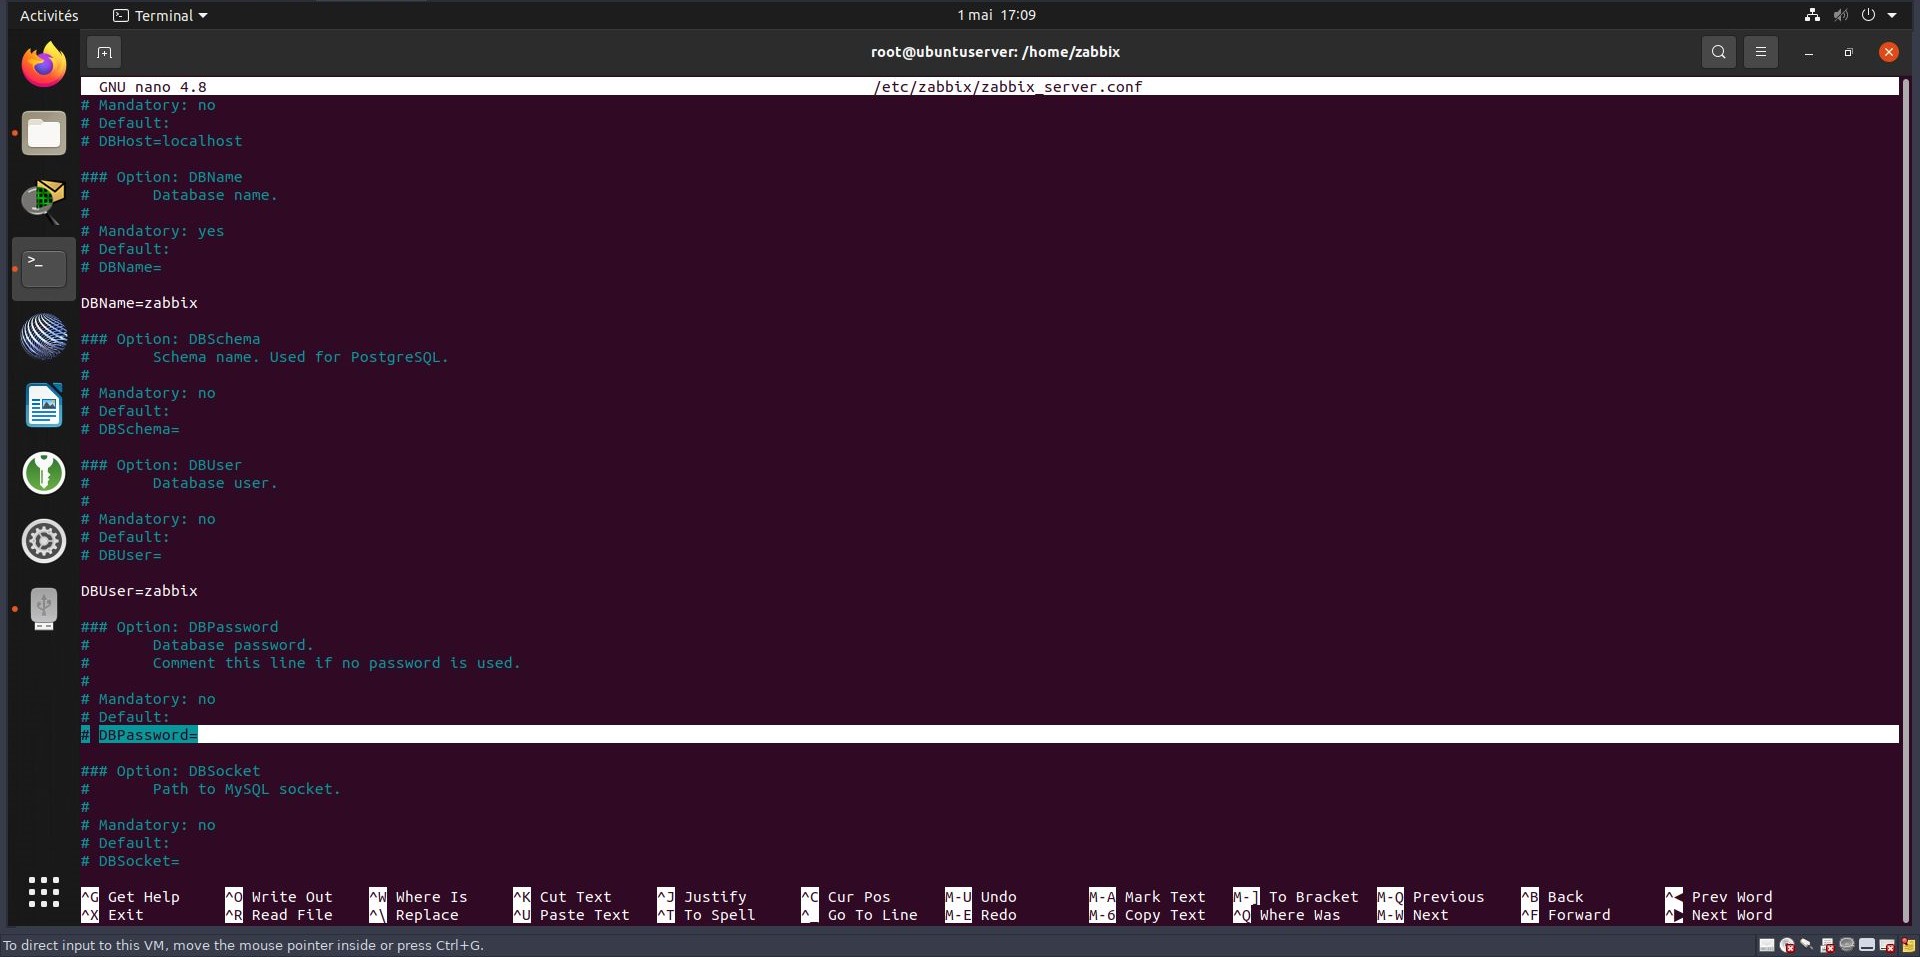 Activités Terminal 1 mai 17:09
root@ubuntuserver: /home/zabbix
GNU nano 4.8 /etc/zabbix/zabbix_server.conf
# Mandatory: no
# Default:
# DBHost=localhost
### Option: DBName
# Database name.
#
# Mandatory: yes
# Default:
# DBName=
DBName=zabbix
### Option: DBSchema
# Schema name. Used for PostgreSQL.
#
# Mandatory: no
# Default:
# DBSchema=
### Option: DBUser
# Database user.
#
# Mandatory: no
# Default:
# DBUser=
DBUser=zabbix
### Option: DBPassword
# Database password.
# Comment this line if no password is used.
#
# Mandatory: no
# Default:
# DBPassword=
### Option: DBSocket
# Path to MySQL socket.
#
# Mandatory: no
# Default:
# DBSocket=
^G Get Help ^O Write Out ^W Where Is ^K Cut Text ^J Justify ^C Cur Pos M-U Undo M-A Mark Text M-] To Bracket M-Q Previous ^B Back ^◀ Prev Word
^X Exit ^R Read File ^\ Replace ^U Paste Text ^T To Spell ^_ Go To Line M-E Redo M-6 Copy Text ^Q Where Was M-W Next ^F Forward ^▶ Next Word
To direct input to this VM, move the mouse pointer inside or press Ctrl+G.